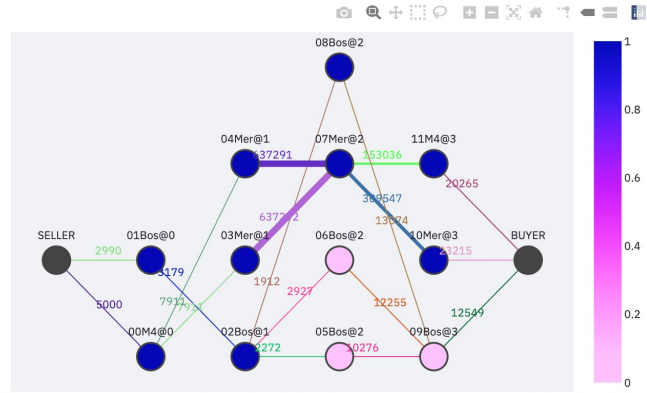 08Bos@2
1
04Mer@1
07Mer@2
11M4@3
637291
153036
0.8
20265
309547
0.6
637292
13074
SELLER
01Bos@0
03Mer@1
06Bos@2
10Mer@3
BUYER
2990
23215
0.4
3179
1912
2927
5000
7911
7911
12255
12549
0.2
00M4@0
02Bos@1
05Bos@2
09Bos@3
2272
10276
0